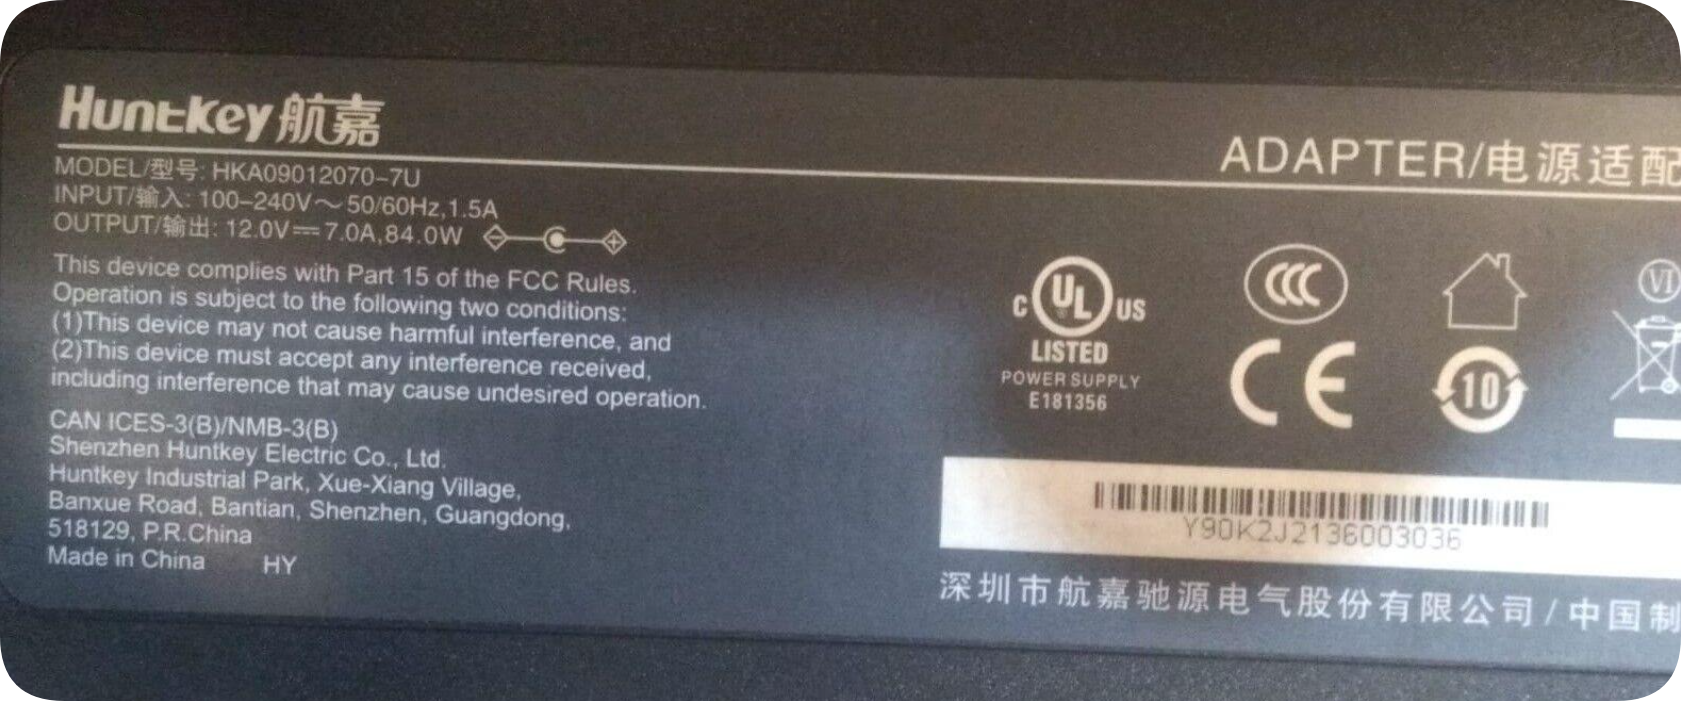 Huntkey航嘉
ADAPTER/电源适配
MODEL/型号: HKA09012070-7U
INPUT/输入: 100-240V～50/60Hz,1.5A
OUTPUT/输出: 12.0V⎓7.0A,84.0W
This device complies with Part 15 of the FCC Rules.
Operation is subject to the following two conditions:
(1)This device may not cause harmful interference, and
(2)This device must accept any interference received,
including interference that may cause undesired operation.
CAN ICES-3(B)/NMB-3(B)
Shenzhen Huntkey Electric Co., Ltd.
Huntkey Industrial Park, Xue-Xiang Village,
Banxue Road, Bantian, Shenzhen, Guangdong,
518129, P.R.China
Made in China HY
C UL US
LISTED
POWER SUPPLY
E181356
CCC
CE
10
VI
Y90K2J2136003036
深圳市航嘉驰源电气股份有限公司/中国制